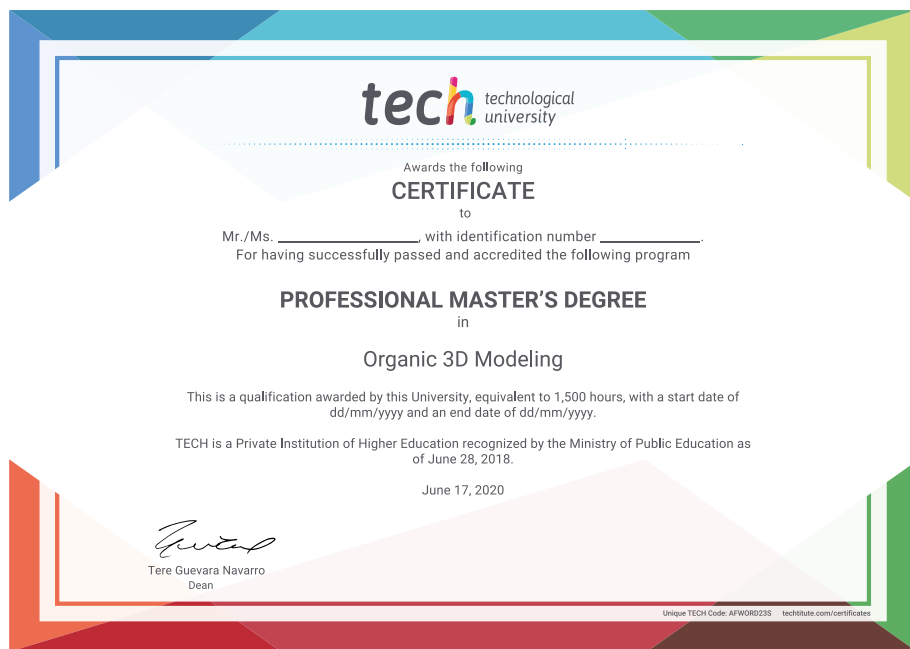 tech technological
university
Awards the following
CERTIFICATE
to
Mr./Ms. ____________________, with identification number ______________.
For having successfully passed and accredited the following program
PROFESSIONAL MASTER'S DEGREE
in
Organic 3D Modeling
This is a qualification awarded by this University, equivalent to 1,500 hours, with a start date of
dd/mm/yyyy and an end date of dd/mm/yyyy.
TECH is a Private Institution of Higher Education recognized by the Ministry of Public Education as
of June 28, 2018.
June 17, 2020
Tere Guevara Navarro
Dean
Unique TECH Code: AFWORD23S techtitute.com/certificates